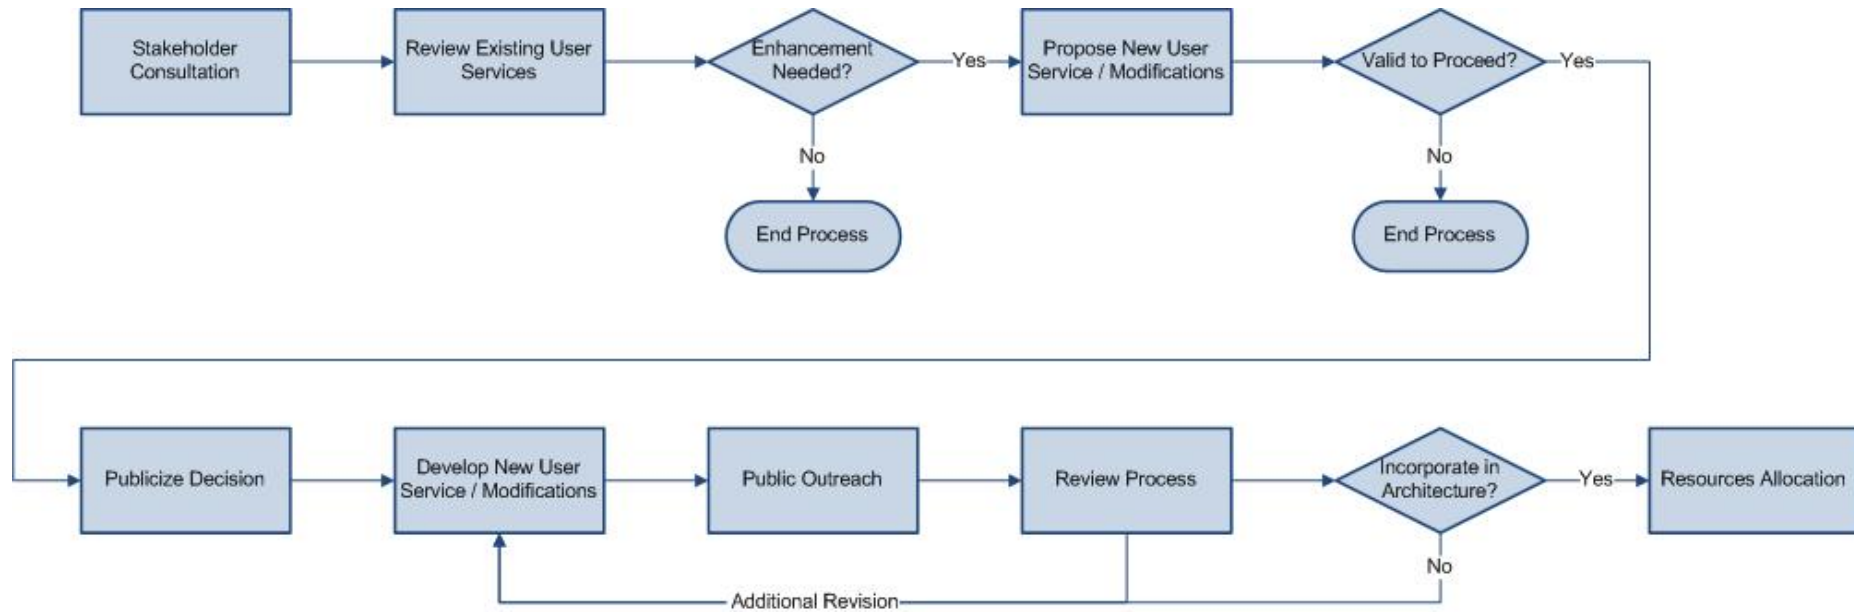 Stakeholder
Consultation
Review Existing User
Services
Enhancement
Needed?
Yes
Propose New User
Service / Modifications
Valid to Proceed?
Yes
No
End Process
No
End Process
Publicize Decision
Develop New User
Service / Modifications
Public Outreach
Review Process
Incorporate in
Architecture?
Yes
Resources Allocation
No
Additional Revision